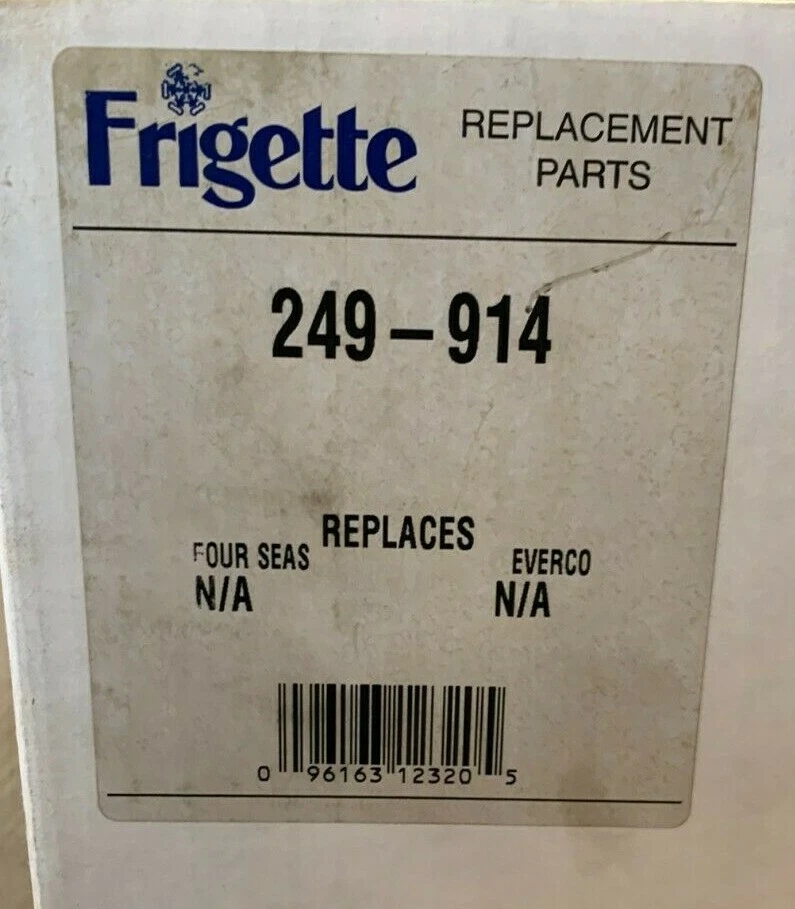 Frigette
REPLACEMENT
PARTS
249-914
REPLACES
FOUR SEAS
EVERCO
N/A
N/A
0 96163 12320 5